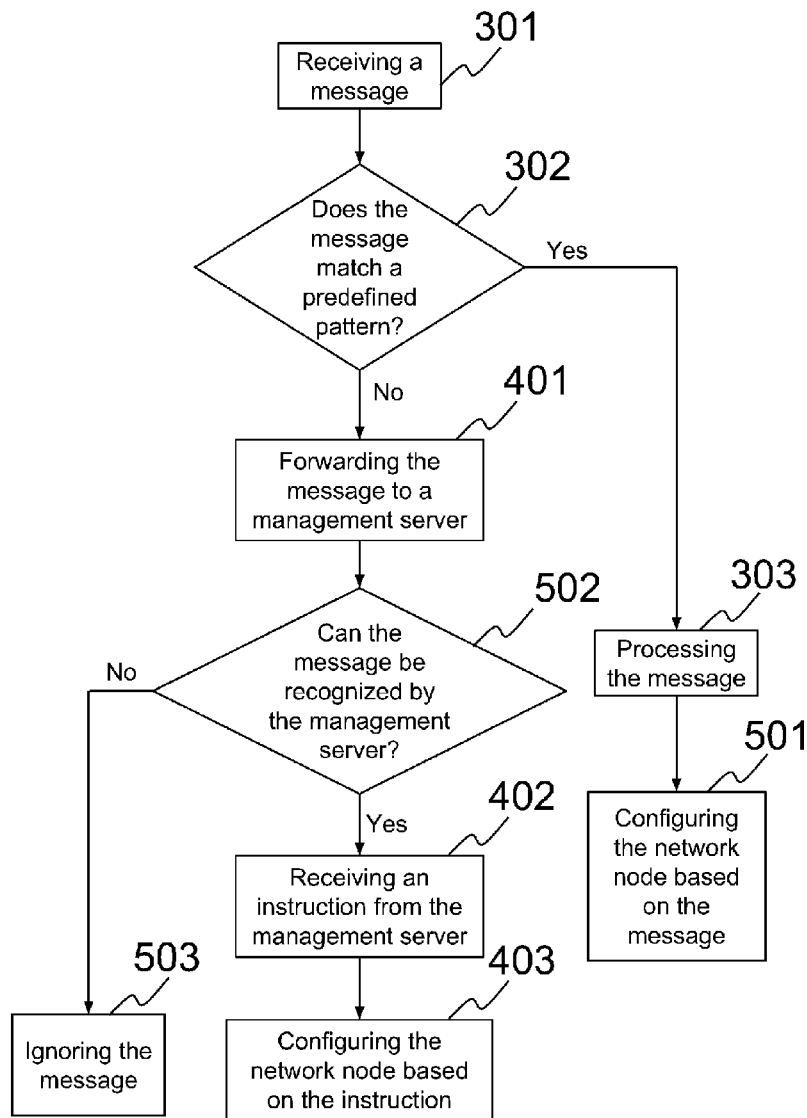 301
Receiving a
message
302
Does the
message
match a
predefined
pattern?
Yes
No
401
Forwarding the
message to a
management server
502
Can the
message be
recognized by
the management
server?
No
Yes
303
Processing
the message
501
Configuring
the network
node based
on the
message
402
Receiving an
instruction from the
management server
503
Ignoring the
message
403
Configuring the
network node based
on the instruction